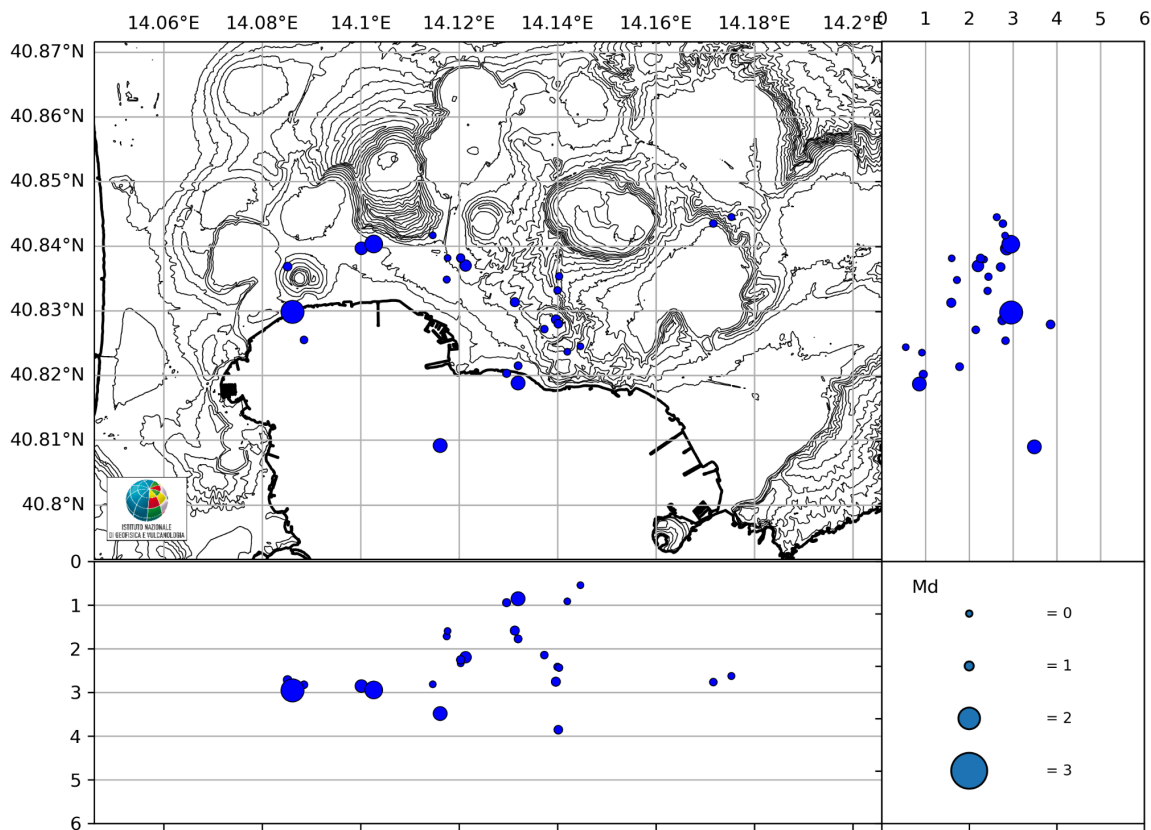 14.06°E 14.08°E 14.1°E 14.12°E 14.14°E 14.16°E 14.18°E 14.2°E
0 1 2 3 4 5 6
40.87°N
40.86°N
40.85°N
40.84°N
40.83°N
40.82°N
40.81°N
40.8°N
ISTITUTO NAZIONALE
DI GEOFISICA E VULCANOLOGIA
0
1
2
3
4
5
6
Md
= 0
= 1
= 2
= 3